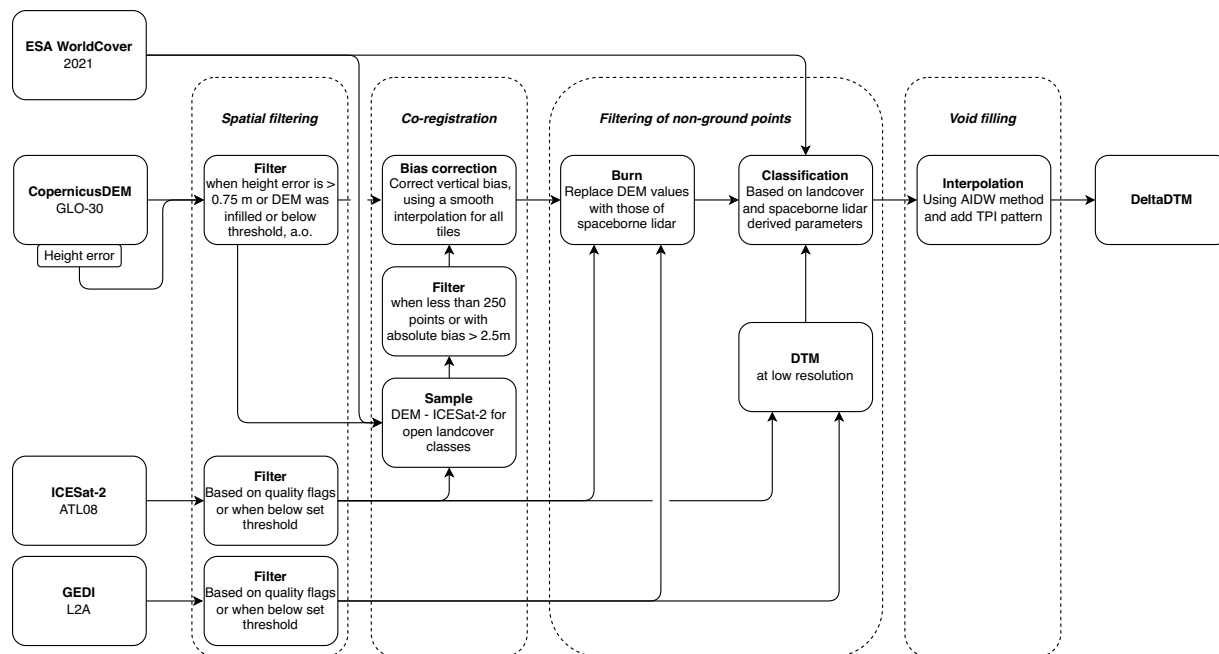 ESA WorldCover
2021
Spatial filtering
Co-registration
Filtering of non-ground points
Void filling
CopernicusDEM
GLO-30
Height error
Filter
when height error is >
0.75 m or DEM was
infilled or below
threshold, a.o.
Bias correction
Correct vertical bias,
using a smooth
interpolation for all
tiles
Burn
Replace DEM values
with those of
spaceborne lidar
Classification
Based on landcover
and spaceborne lidar
derived parameters
Interpolation
Using AIDW method
and add TPI pattern
DeltaDTM
Filter
when less than 250
points or with
absolute bias > 2.5m
DTM
at low resolution
Sample
DEM - ICESat-2 for
open landcover
classes
ICESat-2
ATL08
Filter
Based on quality flags
or when below set
threshold
GEDI
L2A
Filter
Based on quality flags
or when below set
threshold